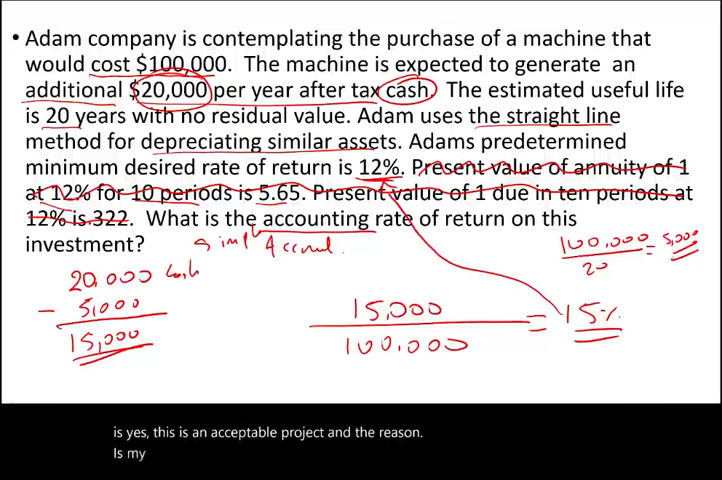 • Adam company is contemplating the purchase of a machine that
would cost $100,000. The machine is expected to generate an
additional $20,000 per year after tax cash. The estimated useful life
is 20 years with no residual value. Adam uses the straight line
method for depreciating similar assets. Adams predetermined
minimum desired rate of return is 12%. Present value of annuity of 1
at 12% for 10 periods is 5.65. Present value of 1 due in ten periods at
12% is 322. What is the accounting rate of return on this
investment?
simple Accrual.
100,000 = 5,000
20
20,000 cash
- 5,000
15,000
15,000
100,000
= 15%
is yes, this is an acceptable project and the reason.
Is my